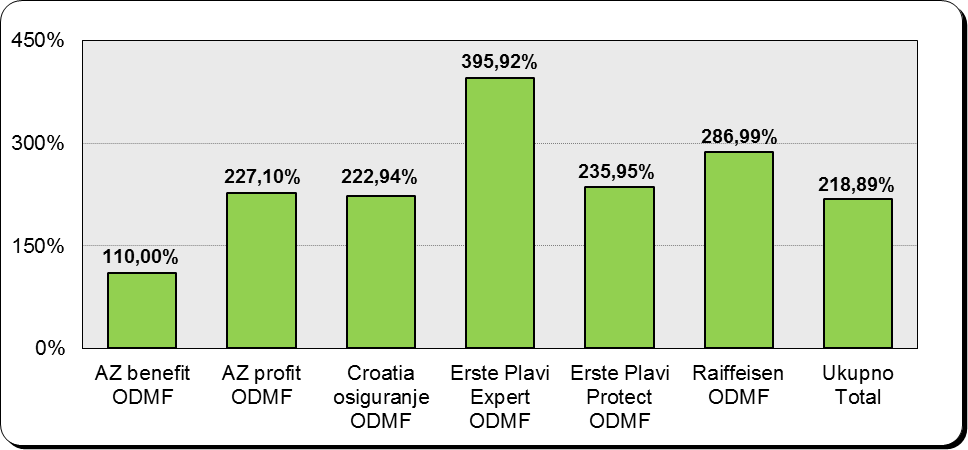 450%
300%
150%
0%
110,00%
227,10%
222,94%
395,92%
235,95%
286,99%
218,89%
AZ benefit
ODMF
AZ profit
ODMF
Croatia
osiguranje
ODMF
Erste Plavi
Expert
ODMF
Erste Plavi
Protect
ODMF
Raiffeisen
ODMF
Ukupno
Total